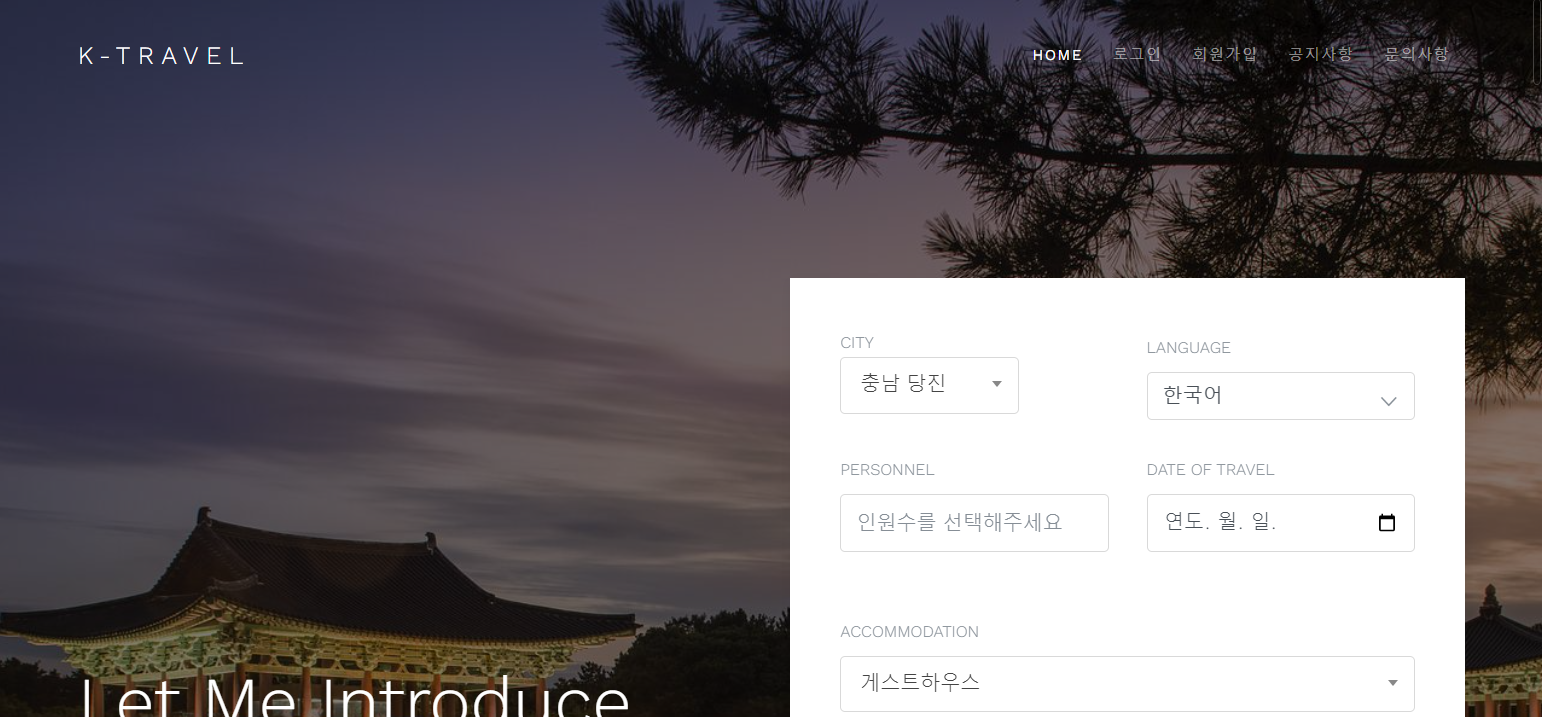 K-TRAVEL
HOME 로그인 회원가입 공지사항 문의사항
CITY
충남 당진
LANGUAGE
한국어
PERSONNEL
인원수를 선택해주세요
DATE OF TRAVEL
연도. 월. 일.
ACCOMMODATION
게스트하우스
Let Me Introduce